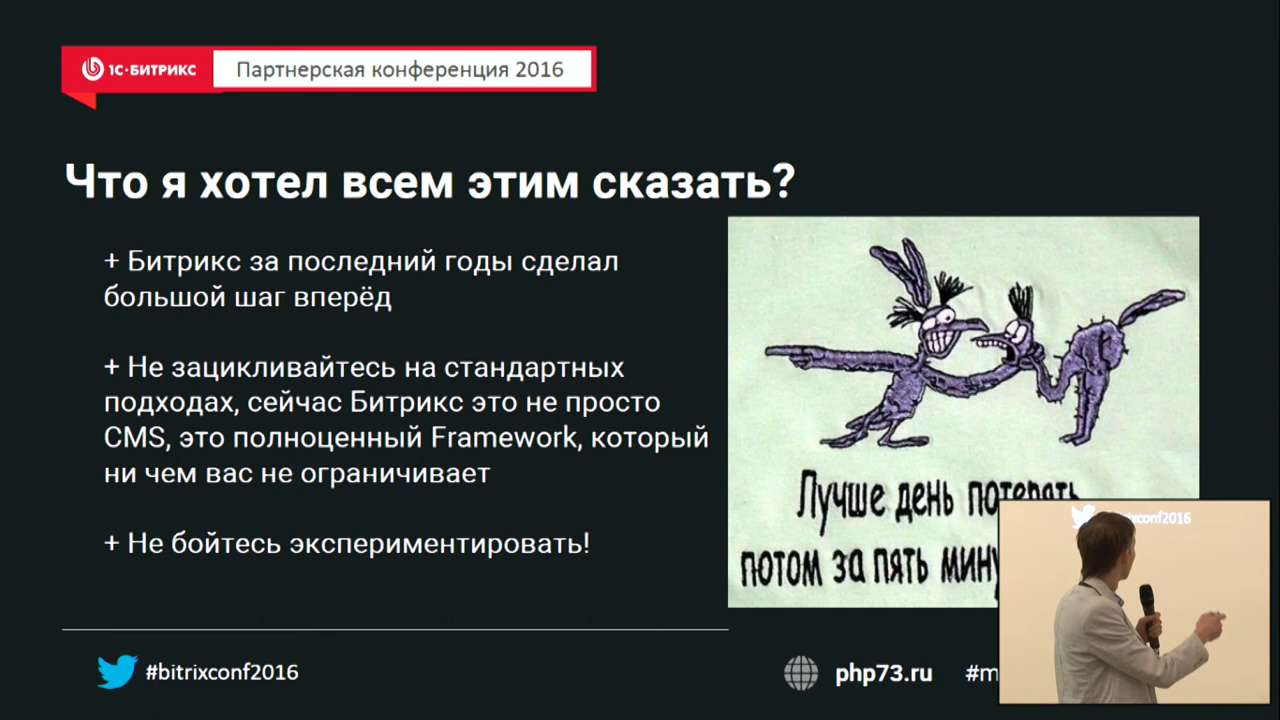 1С-БИТРИКС
Партнерская конференция 2016
Что я хотел всем этим сказать?
+ Битрикс за последний годы сделал
большой шаг вперёд
+ Не зацикливайтесь на стандартных
подходах, сейчас Битрикс это не просто
CMS, это полноценный Framework, который
ни чем вас не ограничивает
+ Не бойтесь экспериментировать!
Лучше день потерять
потом за пять
#bitrixconf2016
php73.ru
bitrixconf2016